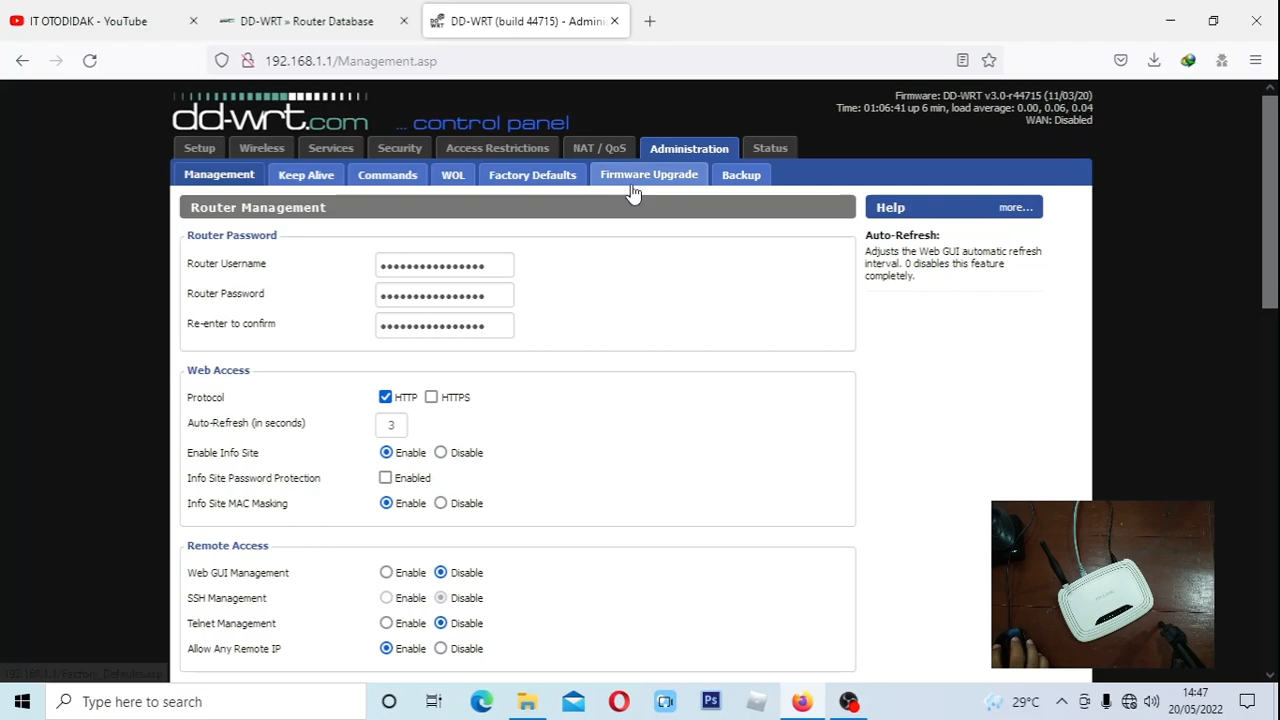 IT OTODIDAK - YouTube
DD-WRT » Router Database
DD-WRT (build 44715) - Admini
192.168.1.1/Management.asp
dd-wrt.com ... control panel
Firmware: DD-WRT v3.0-r44715 (11/03/20)
Time: 01:06:41 up 6 min, load average: 0.00, 0.06, 0.04
WAN: Disabled
Setup Wireless Services Security Access Restrictions NAT / QoS Administration Status
Management Keep Alive Commands WOL Factory Defaults Firmware Upgrade Backup
Router Management
Help more...
Auto-Refresh:
Adjusts the Web GUI automatic refresh
interval. 0 disables this feature
completely.
Router Password
Router Username ••••••••••••••••
Router Password ••••••••••••••••
Re-enter to confirm ••••••••••••••••
Web Access
Protocol HTTP HTTPS
Auto-Refresh (in seconds) 3
Enable Info Site Enable Disable
Info Site Password Protection Enabled
Info Site MAC Masking Enable Disable
Remote Access
Web GUI Management Enable Disable
SSH Management Enable Disable
Telnet Management Enable Disable
Allow Any Remote IP Enable Disable
192.168.1.1/Factory_Defaults.asp
Type here to search
Ps
29°C
14:47
20/05/2022